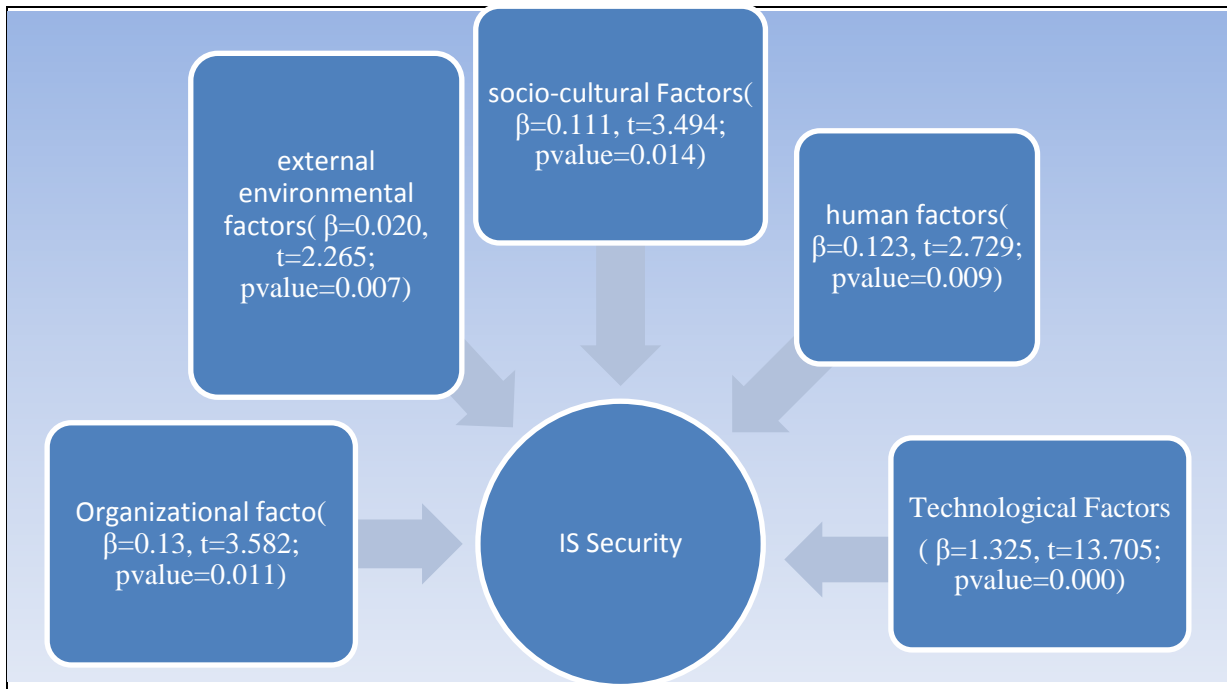 socio-cultural Factors(
β=0.111, t=3.494;
pvalue=0.014)
external
environmental
factors( β=0.020,
t=2.265;
pvalue=0.007)
human factors(
β=0.123, t=2.729;
pvalue=0.009)
Organizational facto(
β=0.13, t=3.582;
pvalue=0.011)
IS Security
Technological Factors
( β=1.325, t=13.705;
pvalue=0.000)